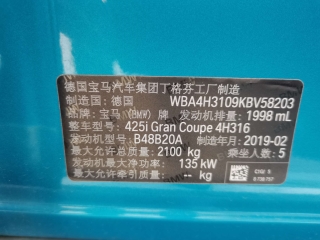 德国宝马汽车集团丁格芬工厂制造
制造国：德国 WBA4H3109KBV58203
品牌：宝马(BMW)牌 发动机排量：1998 mL
整车型号：425i Gran Coupe 4H316
发动机型号：B48B20A 制造年月：2019-02
最大允许总质量：2100 kg 乘坐人数：5
发动机最大净功率：135 kW
最大允许牵引质量：-- kg